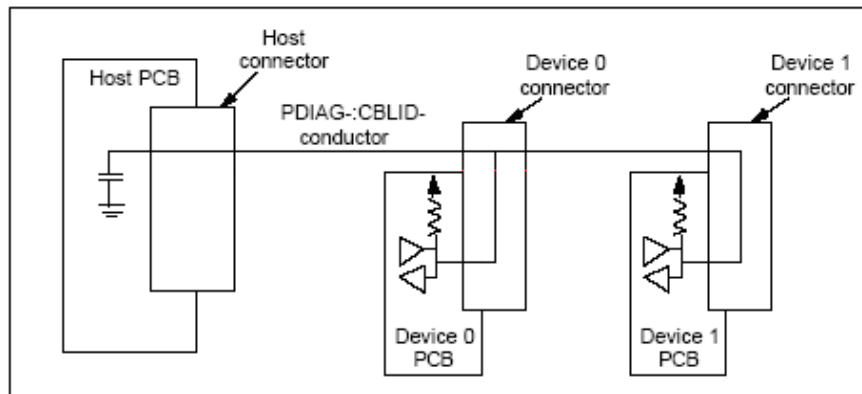 Host
connector
Host PCB
Device 0
connector
Device 1
connector
PDIAG-:CBLID-
conductor
Device 0
PCB
Device 1
PCB